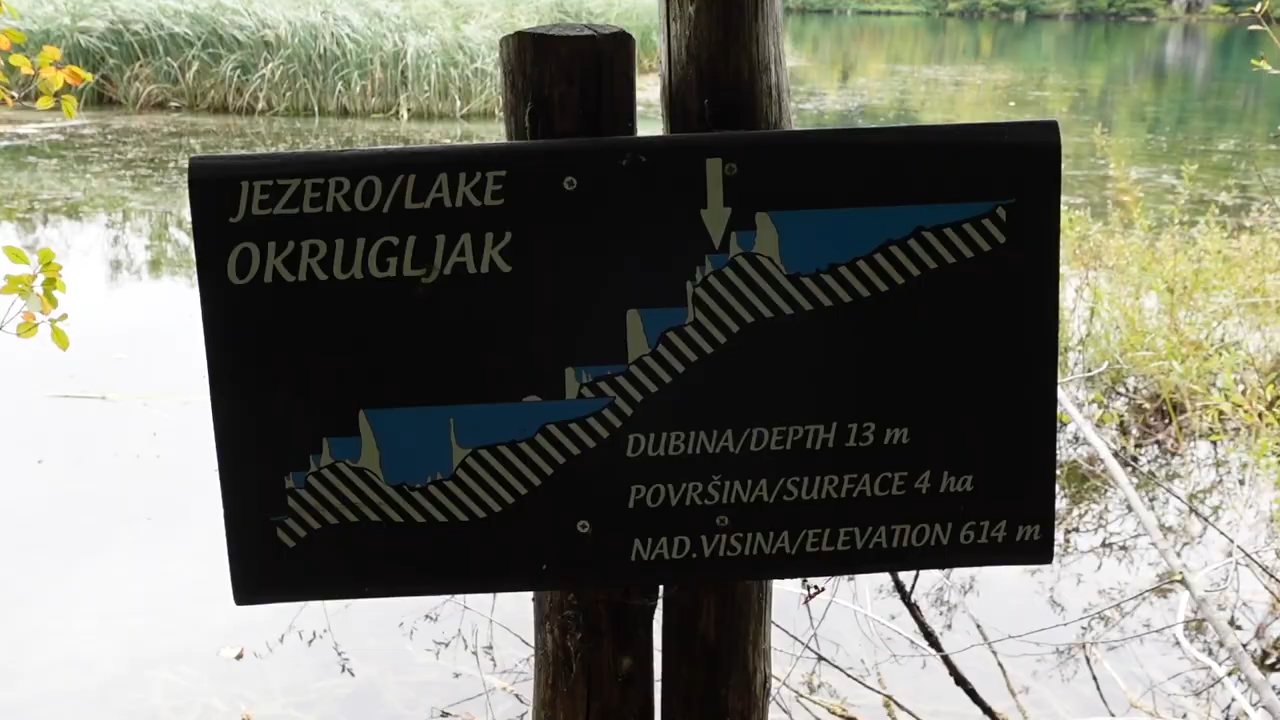 JEZERO/LAKE
OKRUGLJAK
DUBINA/DEPTH 13 m
POVRŠINA/SURFACE 4 ha
NAD.VISINA/ELEVATION 614 m